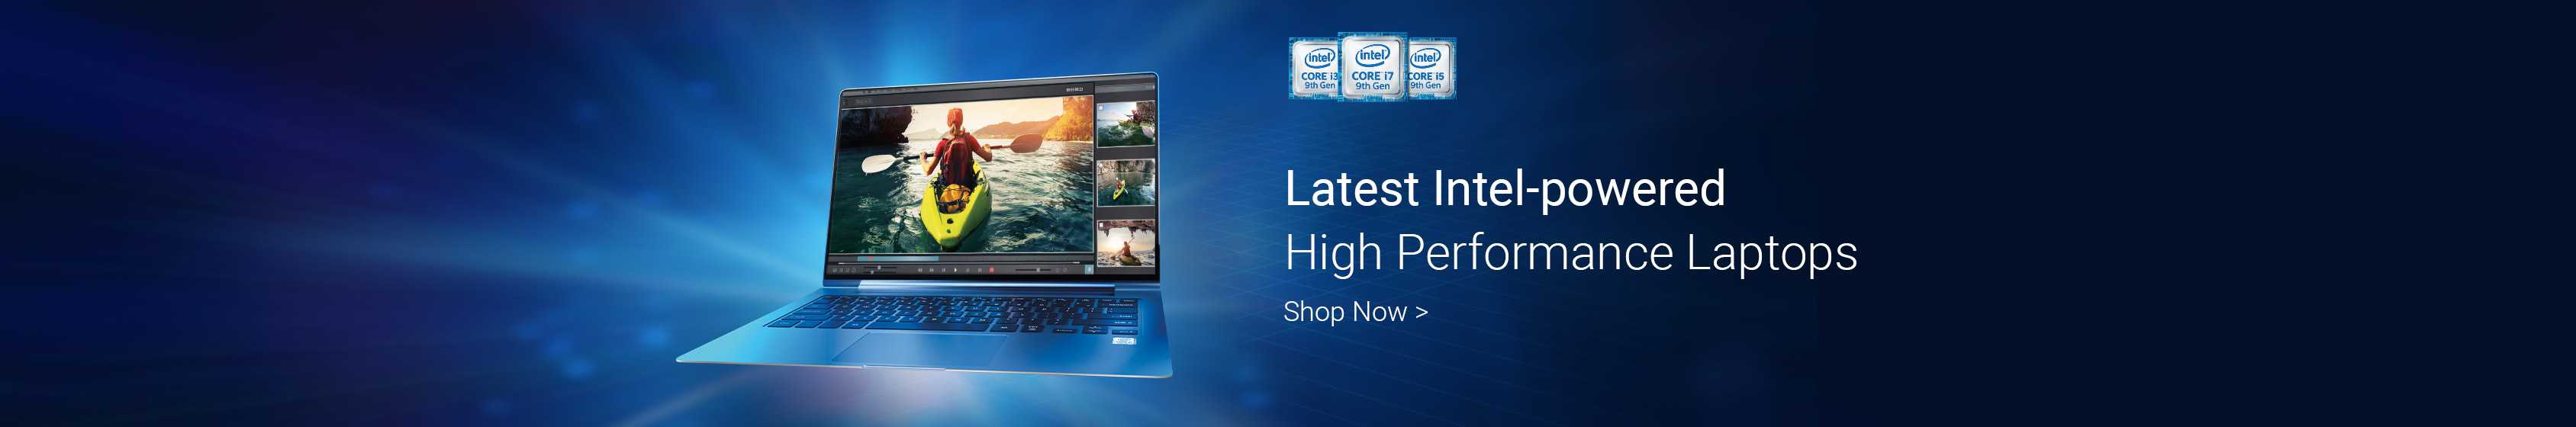 intel
CORE i3
9th Gen
intel
CORE i7
9th Gen
intel
CORE i5
9th Gen
Latest Intel-powered
High Performance Laptops
Shop Now >